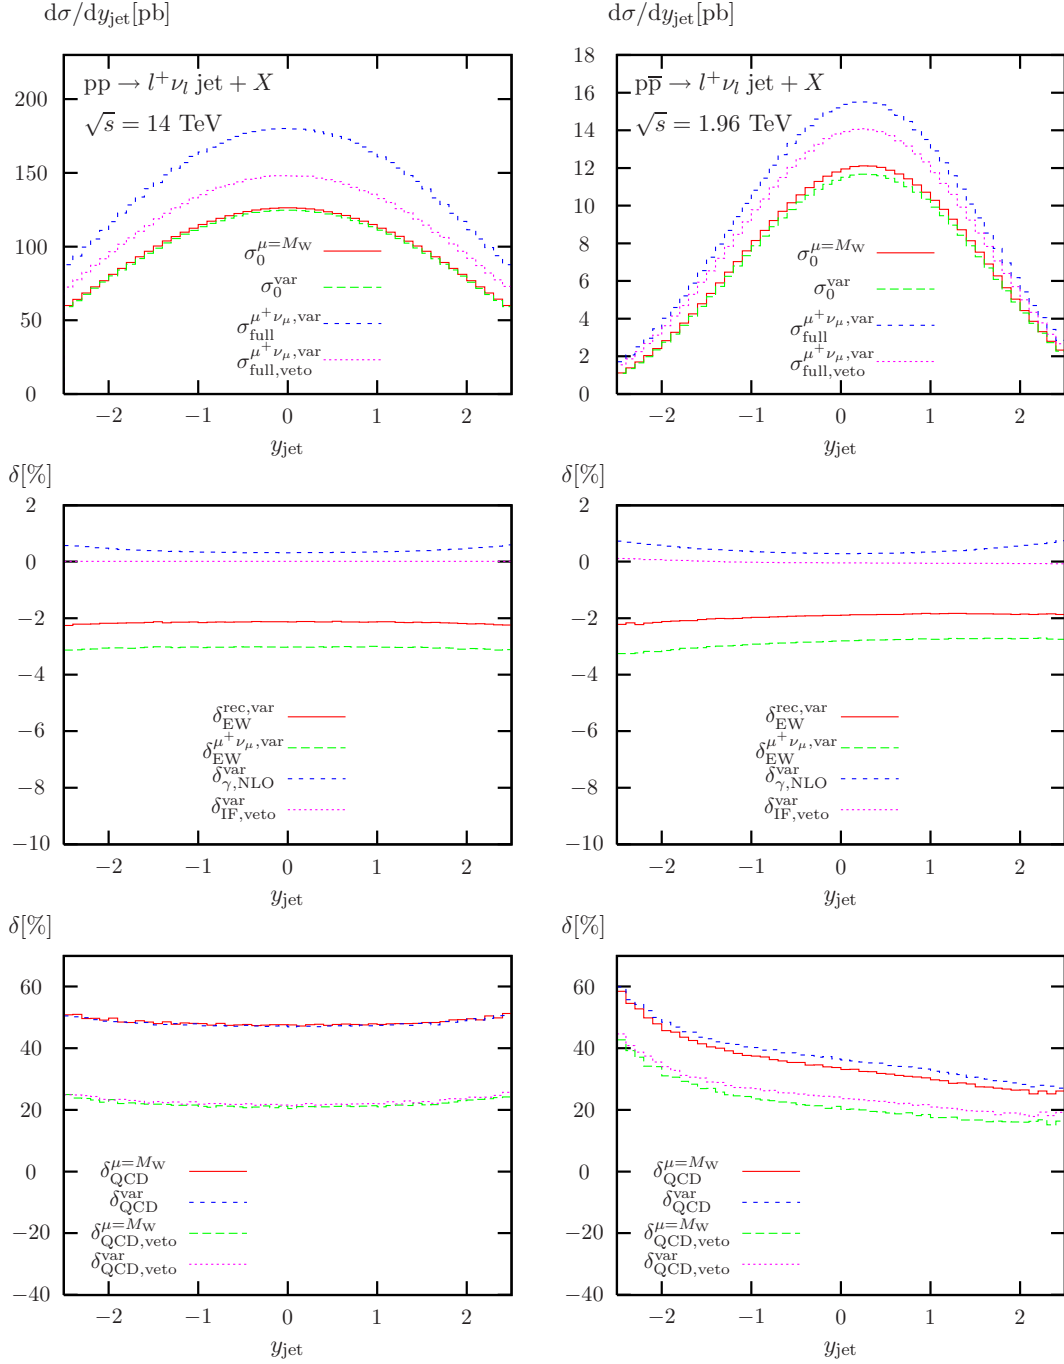 dσ/dy_jet[pb]
pp → l⁺ν_l jet + X
√s = 14 TeV
200
150
100
50
0
σ_0^{μ=M_W}
σ_0^{var}
σ_full^{μ⁺ν_μ,var}
σ_full,veto^{μ⁺ν_μ,var}
−2 −1 0 1 2
y_jet
dσ/dy_jet[pb]
pp̅ → l⁺ν_l jet + X
√s = 1.96 TeV
18
16
14
12
10
8
6
4
2
0
σ_0^{μ=M_W}
σ_0^{var}
σ_full^{μ⁺ν_μ,var}
σ_full,veto^{μ⁺ν_μ,var}
−2 −1 0 1 2
y_jet
δ[%]
2
0
−2
−4
−6
−8
−10
δ_EW^{rec,var}
δ_EW^{μ⁺ν_μ,var}
δ_γ,NLO^{var}
δ_IF,veto^{var}
−2 −1 0 1 2
y_jet
δ[%]
2
0
−2
−4
−6
−8
−10
δ_EW^{rec,var}
δ_EW^{μ⁺ν_μ,var}
δ_γ,NLO^{var}
δ_IF,veto^{var}
−2 −1 0 1 2
y_jet
δ[%]
60
40
20
0
−20
−40
δ_QCD^{μ=M_W}
δ_QCD^{var}
δ_QCD,veto^{μ=M_W}
δ_QCD,veto^{var}
−2 −1 0 1 2
y_jet
δ[%]
60
40
20
0
−20
−40
δ_QCD^{μ=M_W}
δ_QCD^{var}
δ_QCD,veto^{μ=M_W}
δ_QCD,veto^{var}
−2 −1 0 1 2
y_jet